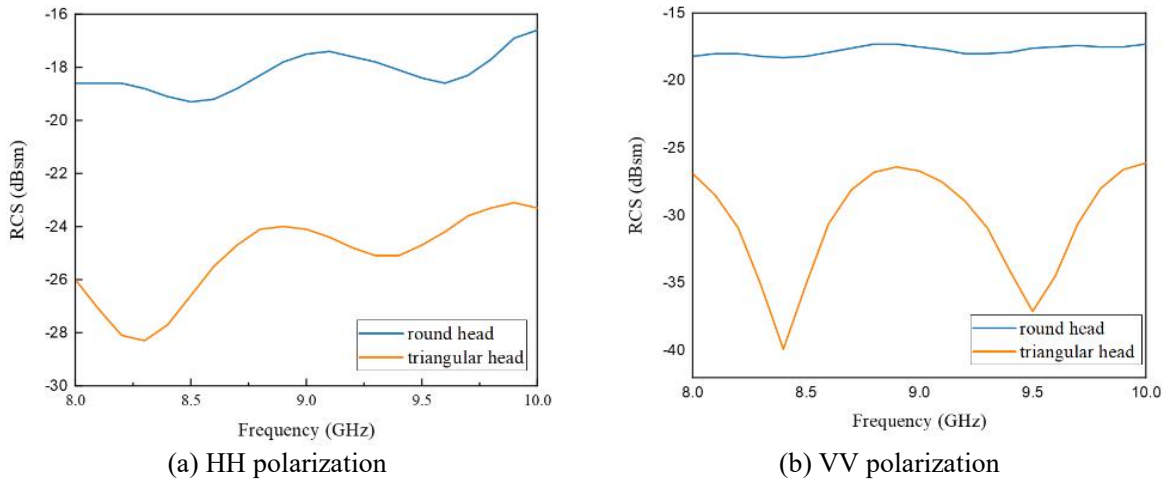 -16
-18
-19
-20
-22
-24
-26
-28
-30
RCS (dBsm)
round head
triangular head
8.0 8.5 9.0 9.5 10.0
Frequency (GHz)
(a) HH polarization
-15
-20
-25
-30
-35
-40
RCS (dBsm)
round head
triangular head
8.0 8.5 9.0 9.5 10.0
Frequency (GHz)
(b) VV polarization